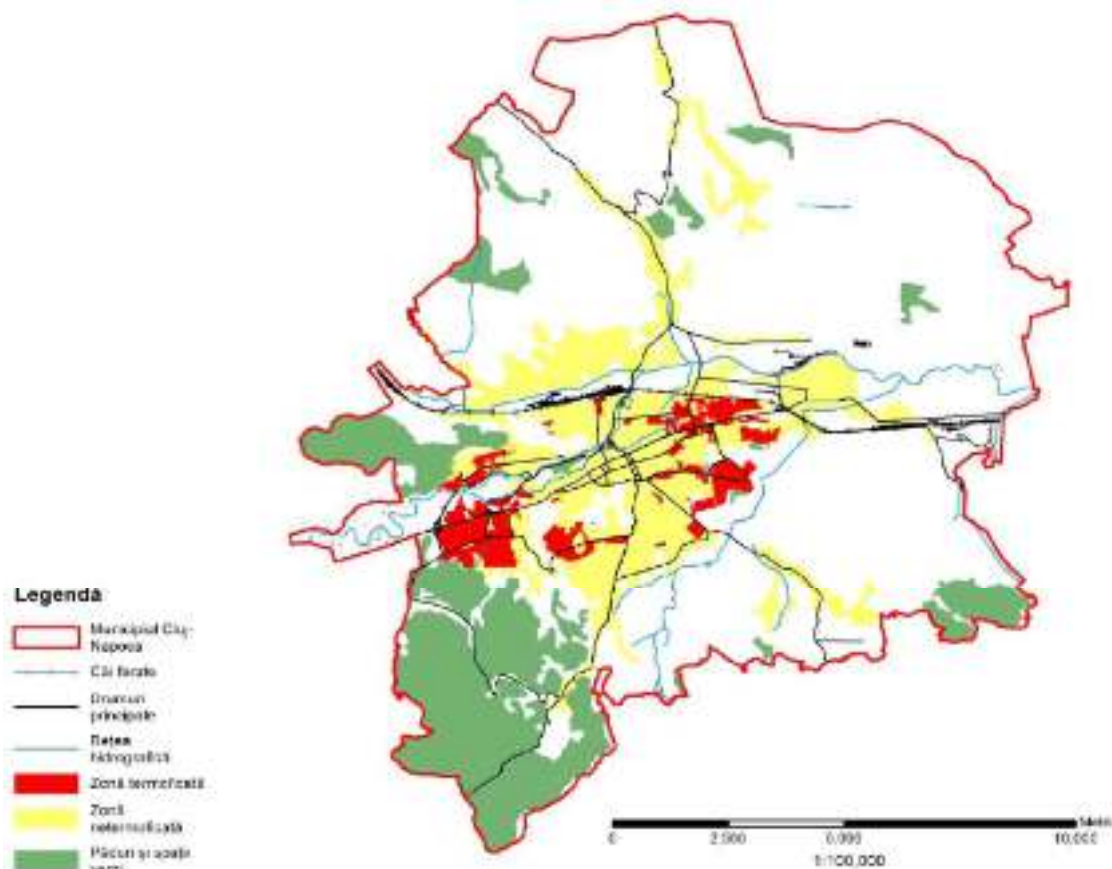 Legendă
Municipiul Cluj-
Napoca
Căi ferate
Drumuri
principale
Rețea
hidrografică
Zonă termoficată
Zonă
netermoficată
Păduri și spații
0 2.500 5.000 10.000
1:100,000